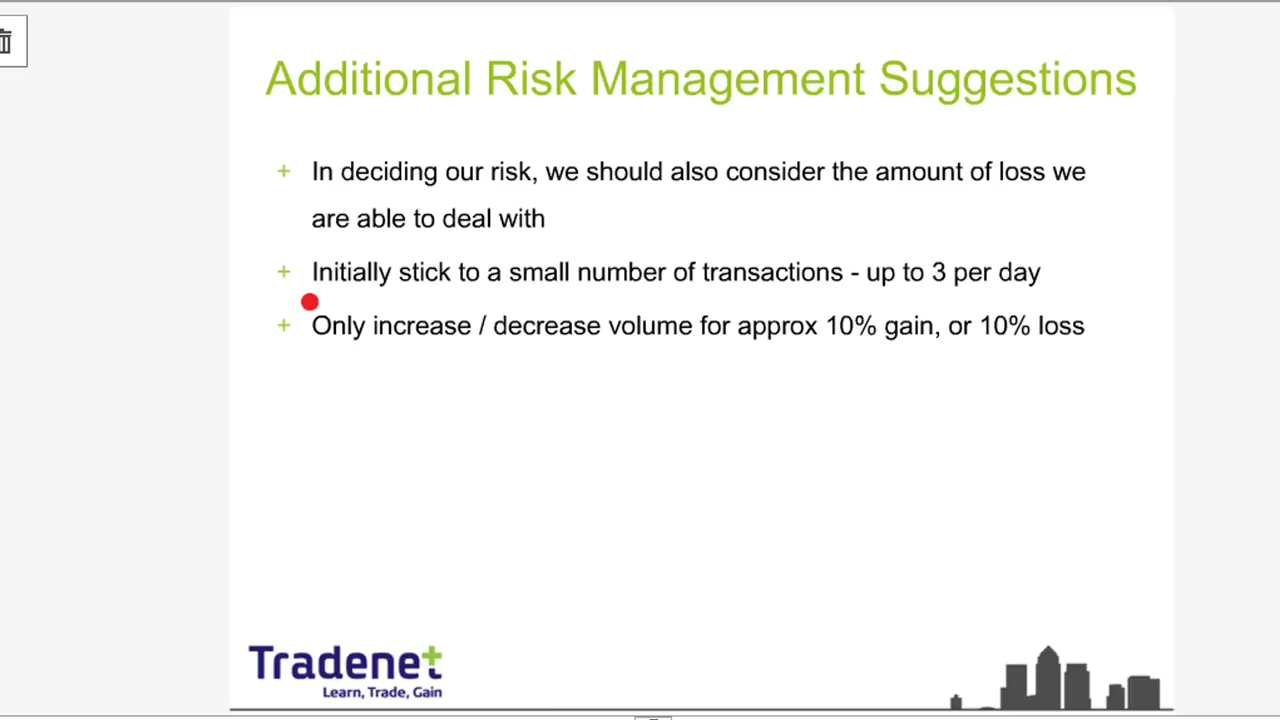 Additional Risk Management Suggestions
+ In deciding our risk, we should also consider the amount of loss we
are able to deal with
+ Initially stick to a small number of transactions - up to 3 per day
+ Only increase / decrease volume for approx 10% gain, or 10% loss
Tradenet
Learn, Trade, Gain